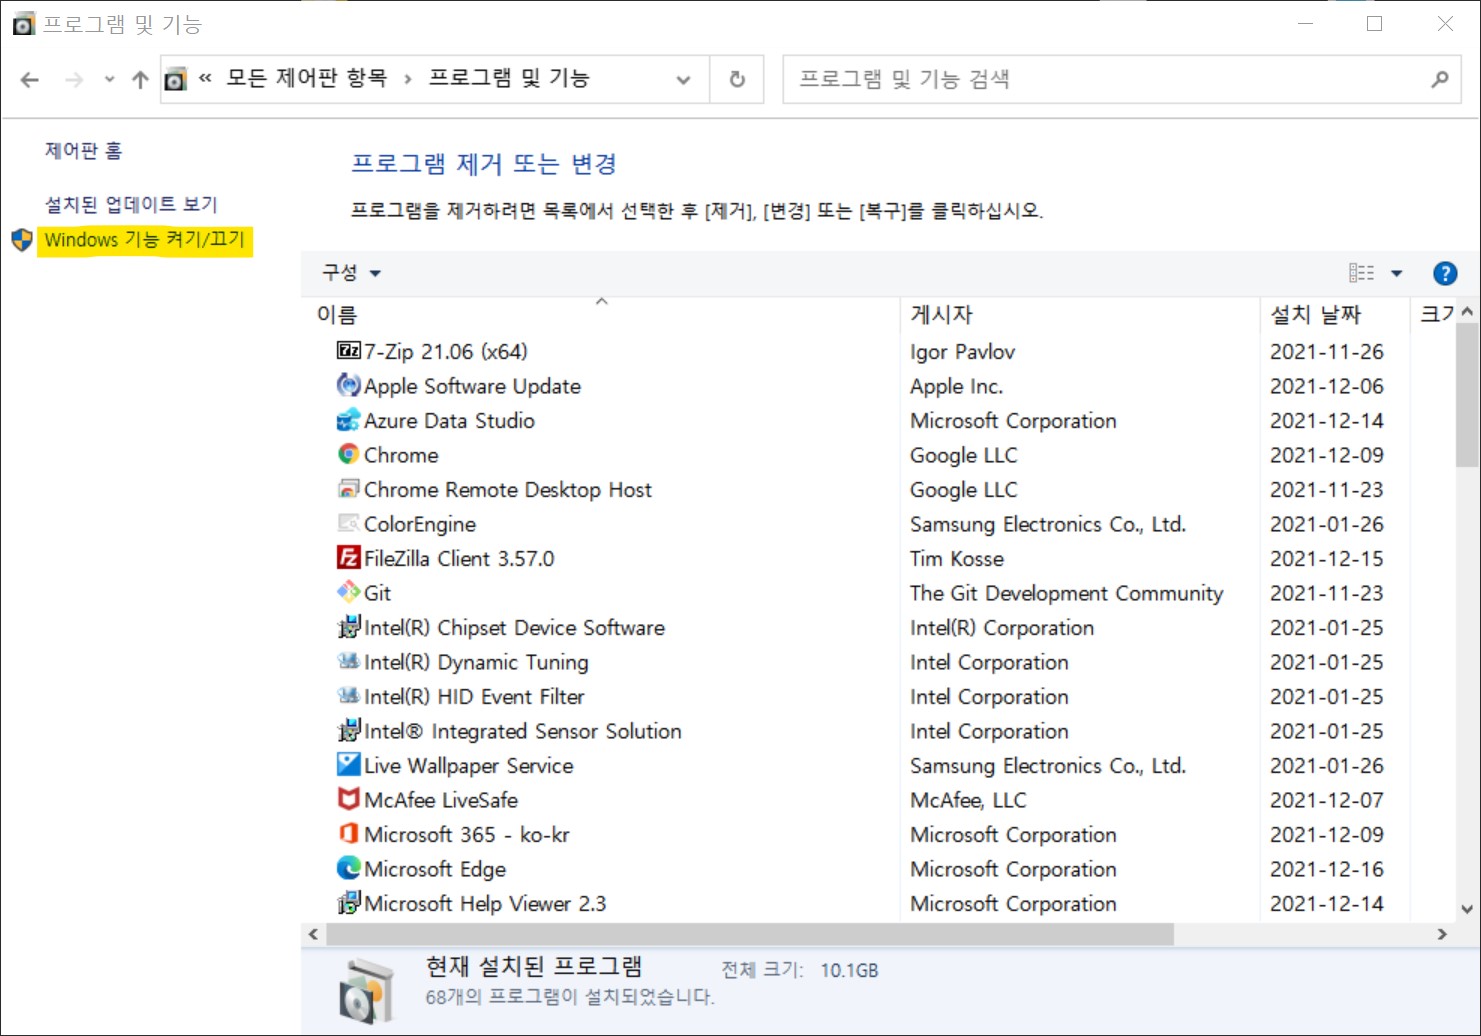 프로그램 및 기능
« 모든 제어판 항목 › 프로그램 및 기능
프로그램 및 기능 검색
제어판 홈
설치된 업데이트 보기
Windows 기능 켜기/끄기
프로그램 제거 또는 변경
프로그램을 제거하려면 목록에서 선택한 후 [제거], [변경] 또는 [복구]를 클릭하십시오.
구성
이름 게시자 설치 날짜 크기
7-Zip 21.06 (x64) Igor Pavlov 2021-11-26
Apple Software Update Apple Inc. 2021-12-06
Azure Data Studio Microsoft Corporation 2021-12-14
Chrome Google LLC 2021-12-09
Chrome Remote Desktop Host Google LLC 2021-11-23
ColorEngine Samsung Electronics Co., Ltd. 2021-01-26
FileZilla Client 3.57.0 Tim Kosse 2021-12-15
Git The Git Development Community 2021-11-23
Intel(R) Chipset Device Software Intel(R) Corporation 2021-01-25
Intel(R) Dynamic Tuning Intel Corporation 2021-01-25
Intel(R) HID Event Filter Intel Corporation 2021-01-25
Intel® Integrated Sensor Solution Intel Corporation 2021-01-25
Live Wallpaper Service Samsung Electronics Co., Ltd. 2021-01-26
McAfee LiveSafe McAfee, LLC 2021-12-07
Microsoft 365 - ko-kr Microsoft Corporation 2021-12-09
Microsoft Edge Microsoft Corporation 2021-12-16
Microsoft Help Viewer 2.3 Microsoft Corporation 2021-12-14
현재 설치된 프로그램 전체 크기: 10.1GB
68개의 프로그램이 설치되었습니다.